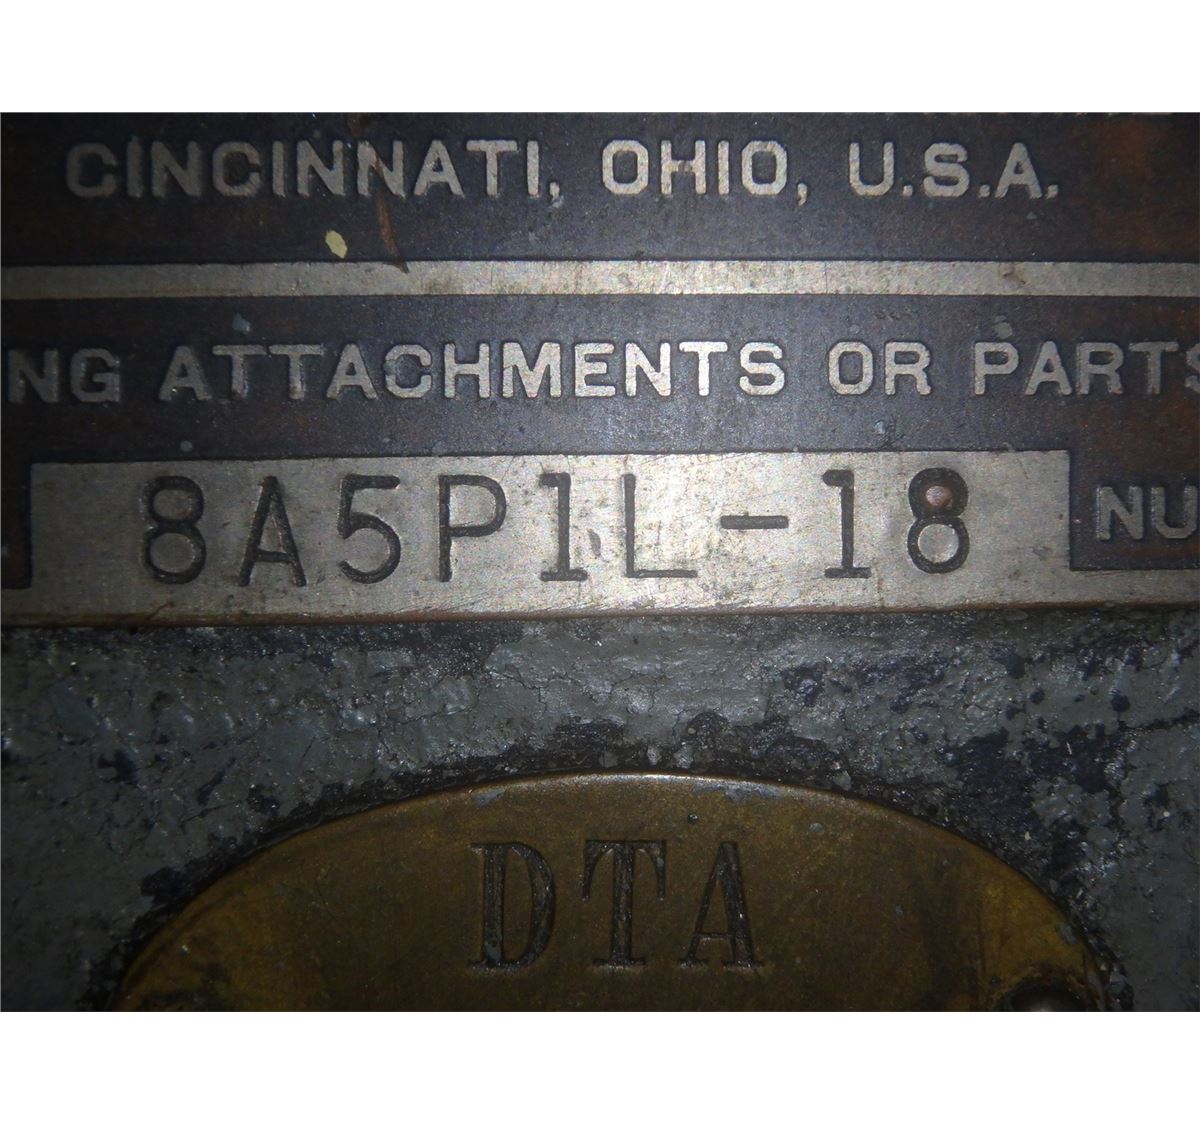 CINCINNATI, OHIO, U.S.A.
NG ATTACHMENTS OR PARTS
8A5P1L-18 NU
DTA